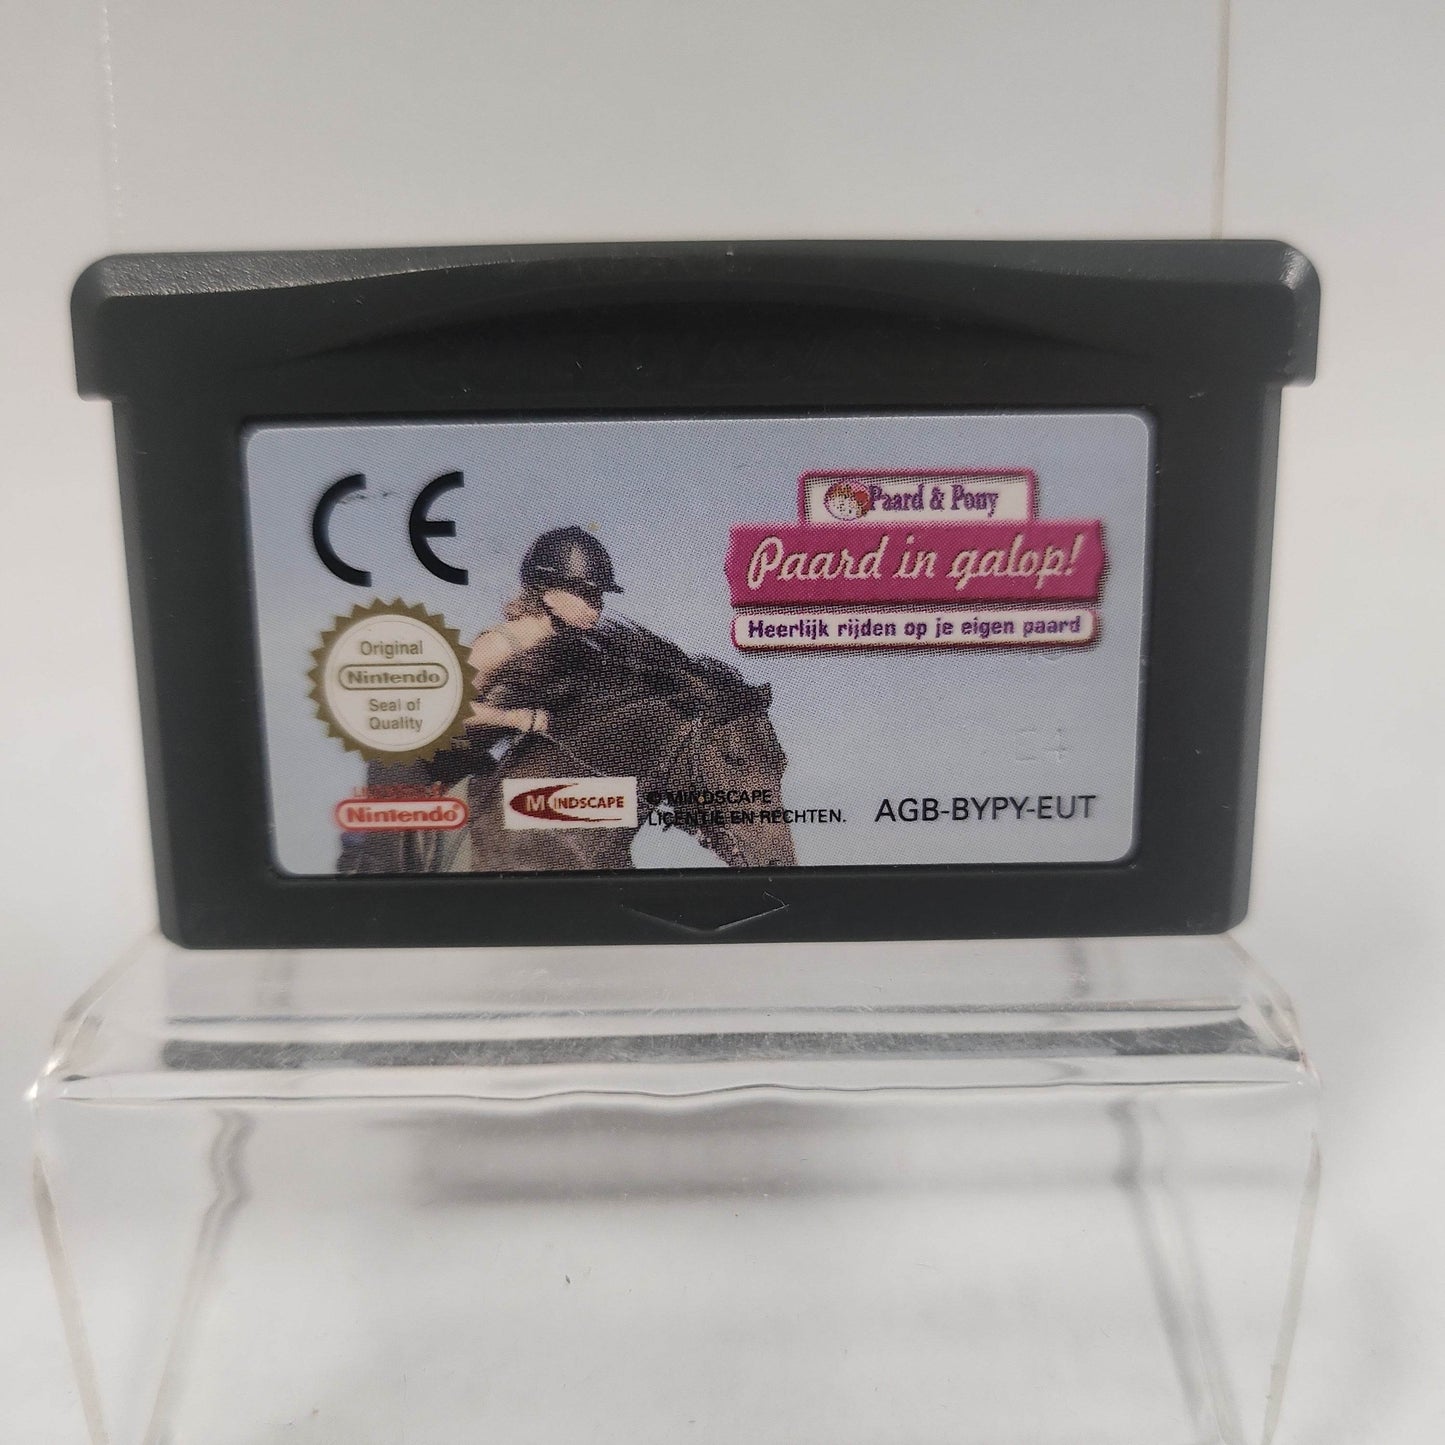 CE
Paard & Pony
Paard in galop!
Heerlijk rijden op je eigen paard
Original
Nintendo
Seal of
Quality
Nintendo
MINDSCAPE
© MINDSCAPE
LICENTIE EN RECHTEN.
AGB-BYPY-EUT